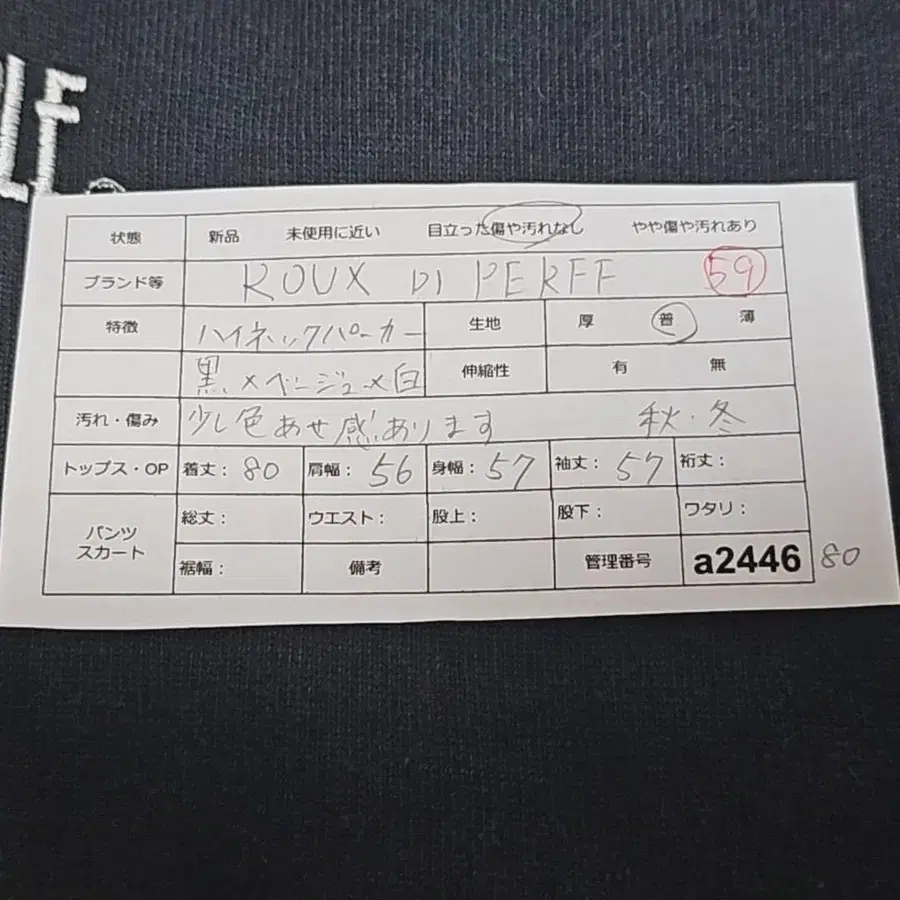 LE
状態 新品 未使用に近い 目立った傷や汚れなし やや傷や汚れあり
ブランド等 ROUX DI PERFF 59
特徴 ハイネックパーカー 生地 厚 普 薄
黒×ベージュ×白 伸縮性 有 無
汚れ・傷み 少し色あせ感あります 秋・冬
トップス・OP 着丈: 80 肩幅: 56 身幅: 57 袖丈: 57 裄丈:
パンツ スカート 総丈: ウエスト: 股上: 股下: ワタリ:
裾幅: 備考 管理番号 a2446 80